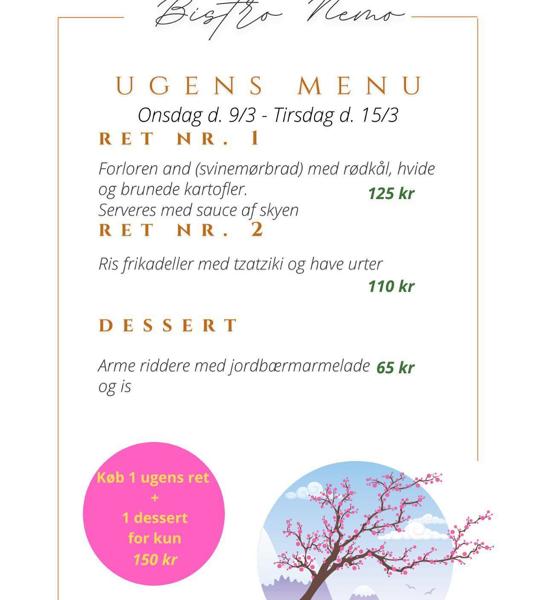 Bistro Nemo
UGENS MENU
Onsdag d. 9/3 - Tirsdag d. 15/3
RET NR. 1
Forloren and (svinemørbrad) med rødkål, hvide
og brunede kartofler.
125 kr
Serveres med sauce af skyen
RET NR. 2
Ris frikadeller med tzatziki og have urter
110 kr
DESSERT
Arme riddere med jordbærmarmelade 65 kr
og is
Køb 1 ugens ret
+
1 dessert
for kun
150 kr